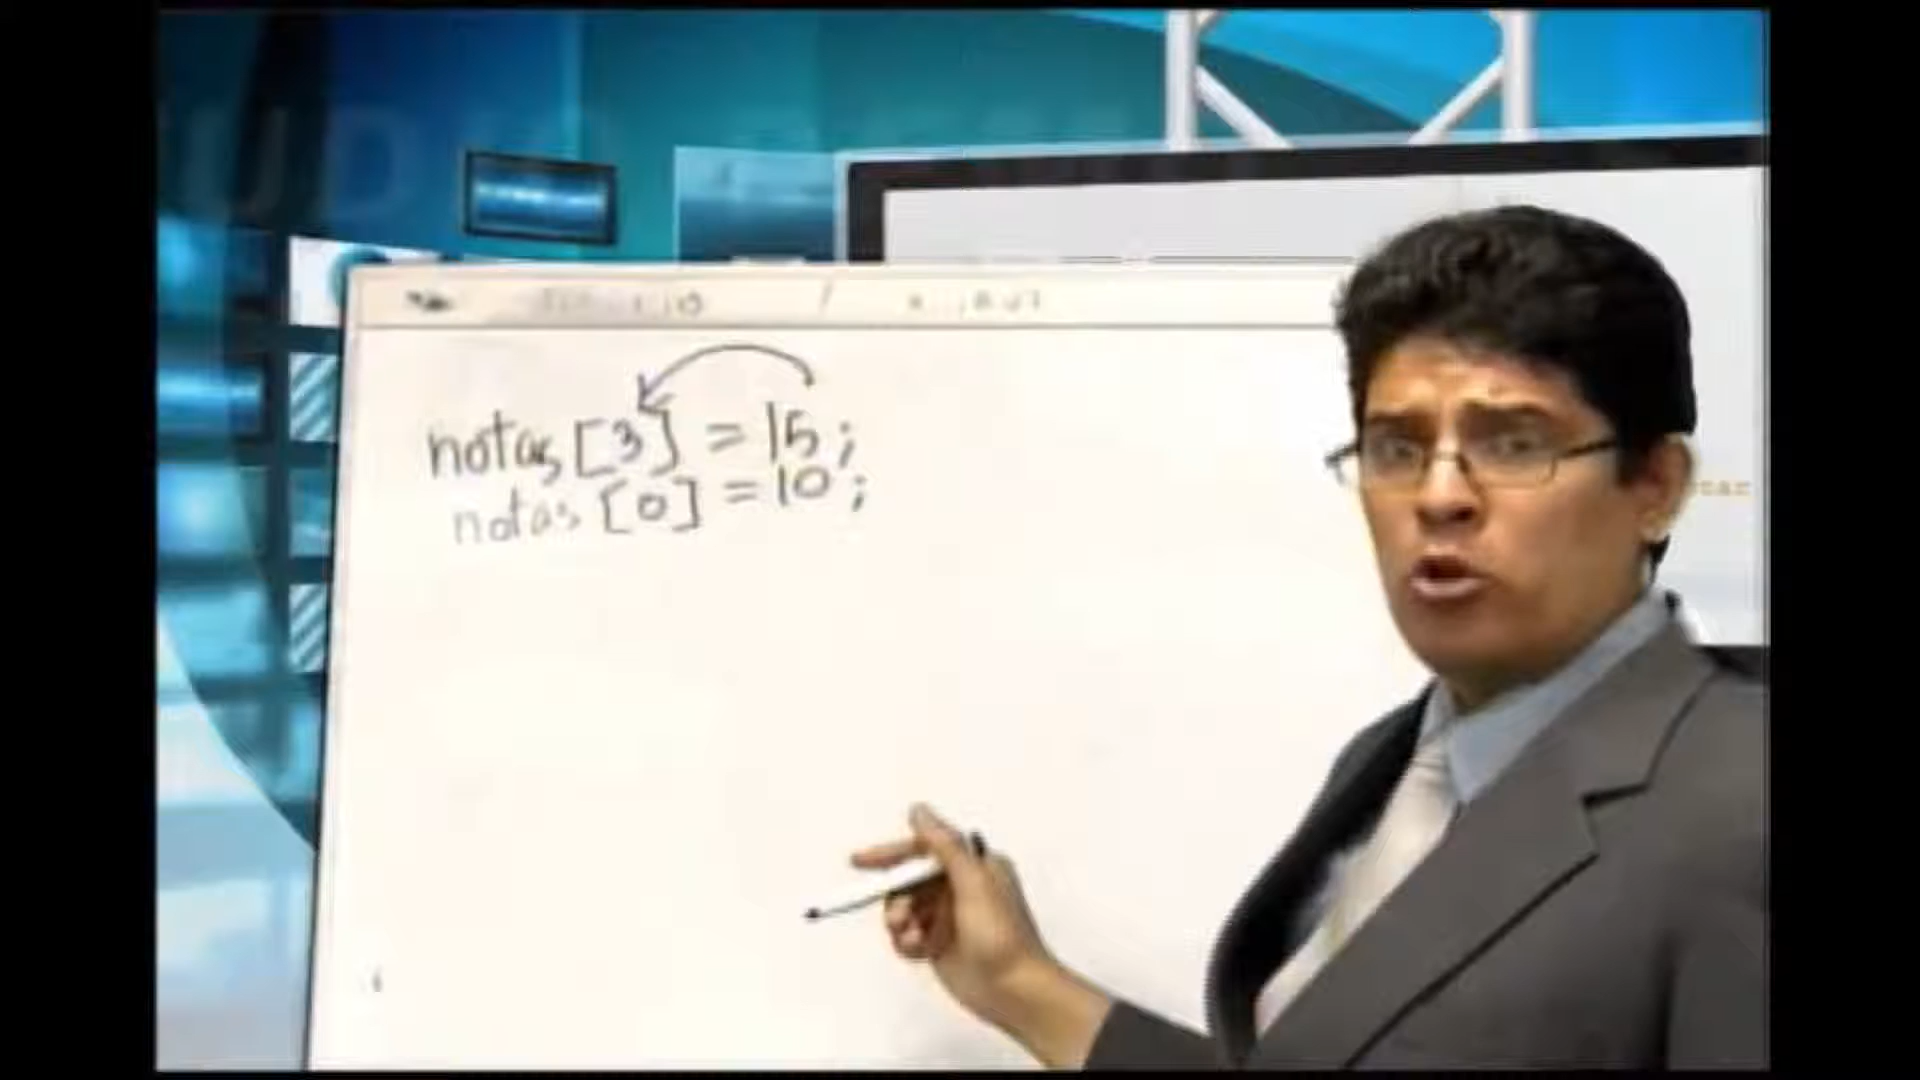 notas[3] = 15;
notas[0] = 10;